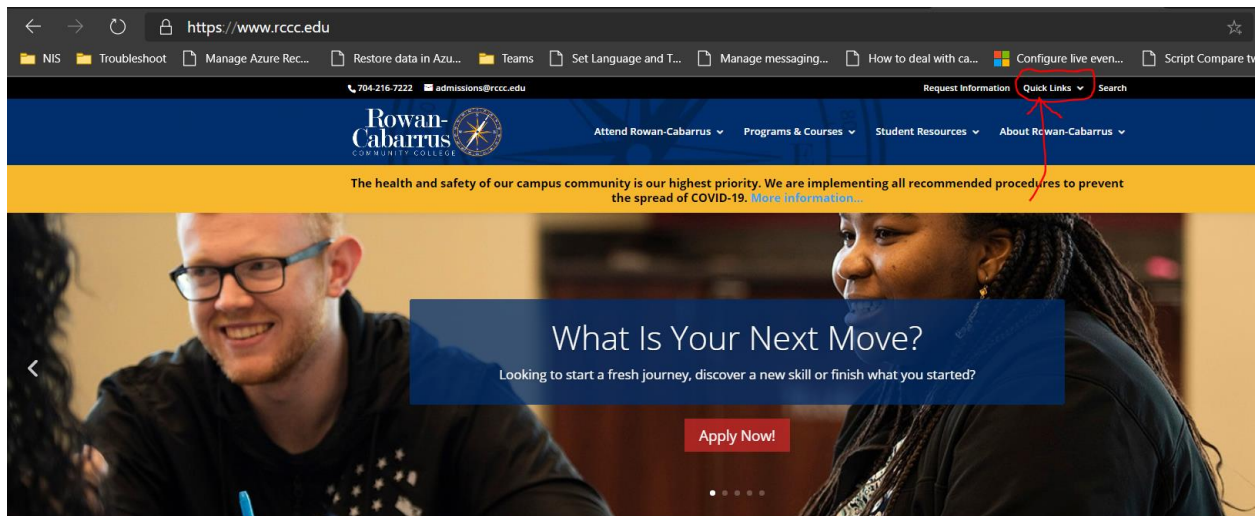 https://www.rccc.edu
NIS Troubleshoot Manage Azure Rec... Restore data in Azu... Teams Set Language and T... Manage messaging... How to deal with ca... Configure live even... Script Compare tw
704-216-7222 admissions@rccc.edu Request Information Quick Links Search
Rowan-
Cabarrus
COMMUNITY COLLEGE
Attend Rowan-Cabarrus Programs & Courses Student Resources About Rowan-Cabarrus
The health and safety of our campus community is our highest priority. We are implementing all recommended procedures to prevent
the spread of COVID-19. More information...
What Is Your Next Move?
Looking to start a fresh journey, discover a new skill or finish what you started?
Apply Now!